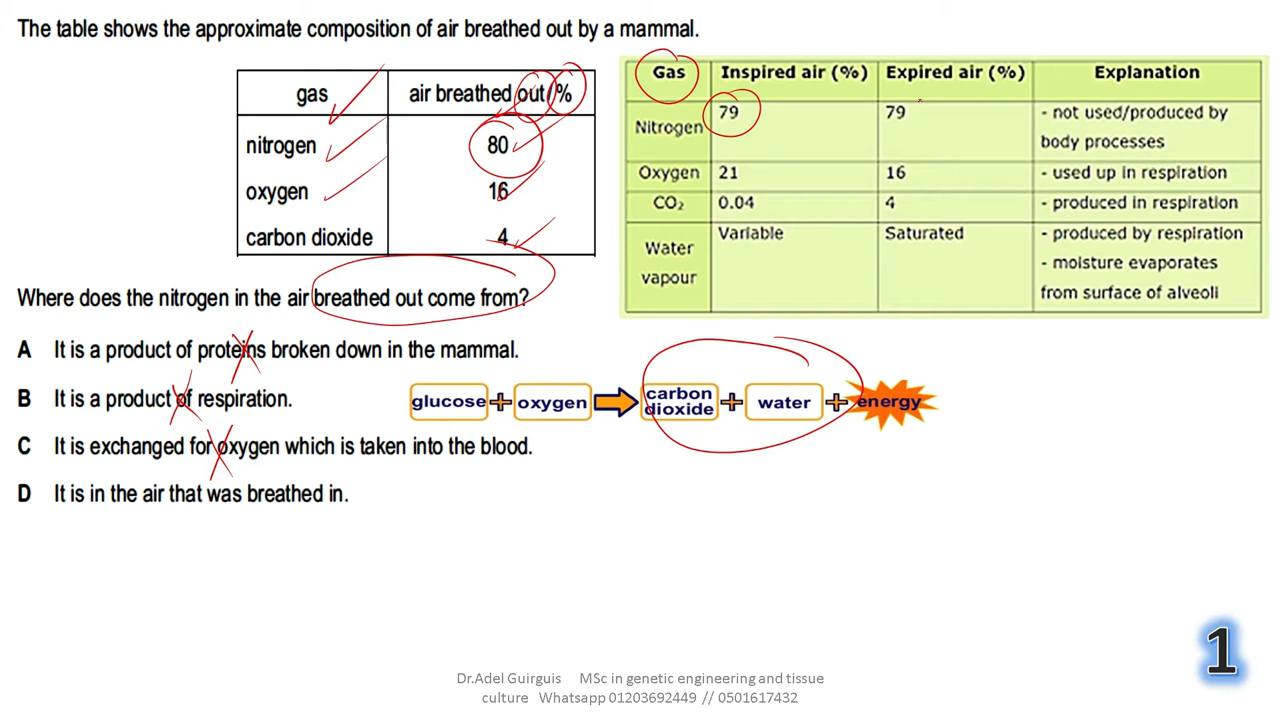 The table shows the approximate composition of air breathed out by a mammal.
gas air breathed out / %
nitrogen 80
oxygen 16
carbon dioxide 4
Gas Inspired air (%) Expired air (%) Explanation
Nitrogen 79 79 - not used/produced by
body processes
Oxygen 21 16 - used up in respiration
CO₂ 0.04 4 - produced in respiration
Water
vapour
Variable Saturated - produced by respiration
- moisture evaporates
from surface of alveoli
Where does the nitrogen in the air breathed out come from?
A It is a product of proteins broken down in the mammal.
B It is a product of respiration.
glucose + oxygen carbon
dioxide + water + energy
C It is exchanged for oxygen which is taken into the blood.
D It is in the air that was breathed in.
1
Dr.Adel Guirguis MSc in genetic engineering and tissue
culture Whatsapp 01203692449 // 0501617432